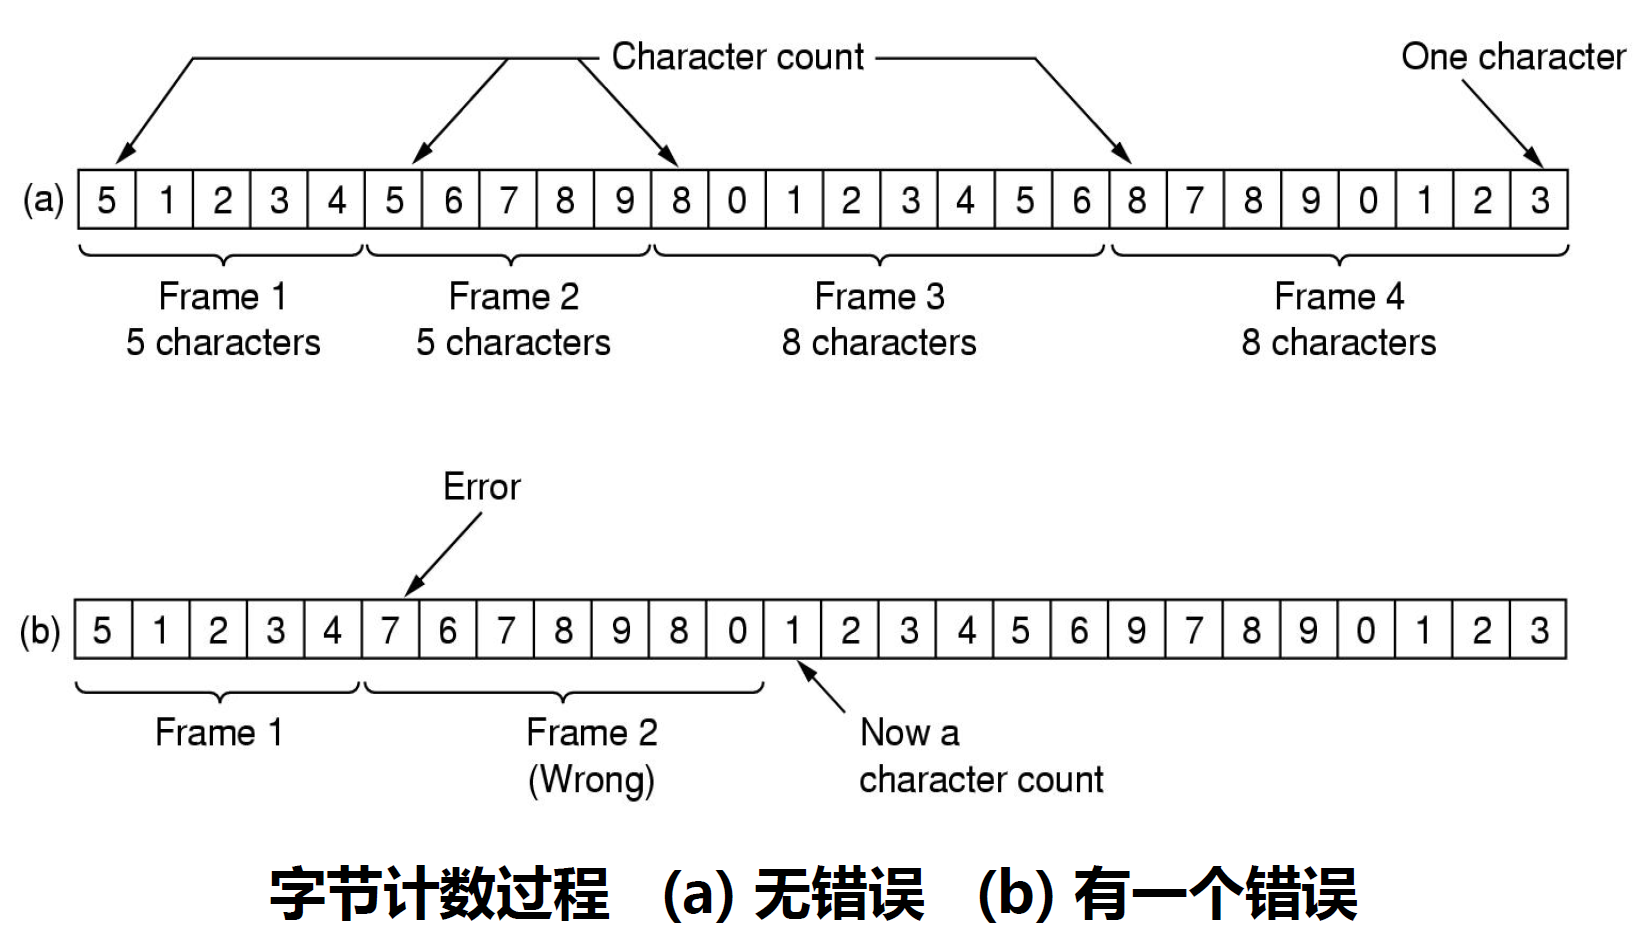 Character count
One character
(a) 5 1 2 3 4 5 6 7 8 9 8 0 1 2 3 4 5 6 8 7 8 9 0 1 2 3
Frame 1 Frame 2 Frame 3 Frame 4
5 characters 5 characters 8 characters 8 characters
Error
(b) 5 1 2 3 4 7 6 7 8 9 8 0 1 2 3 4 5 6 9 7 8 9 0 1 2 3
Frame 1 Frame 2 Now a
(Wrong) character count
字节计数过程 (a) 无错误 (b) 有一个错误